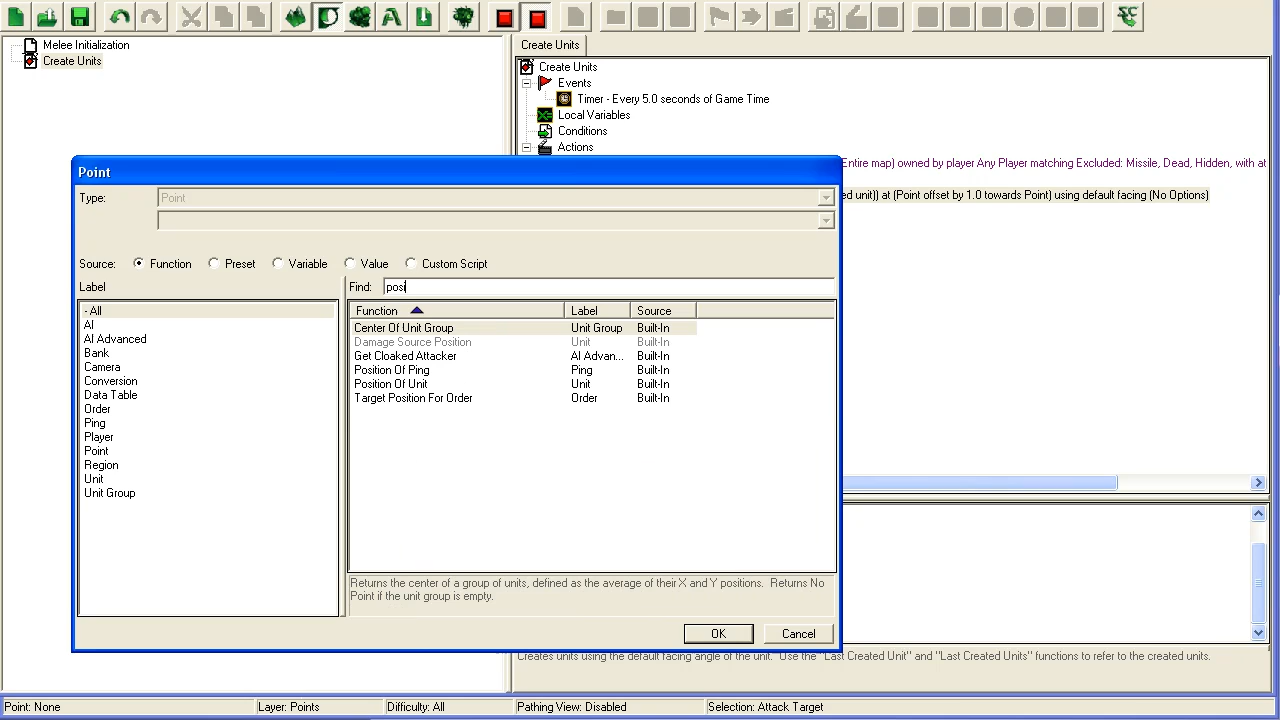 Melee Initialization
Create Units
Create Units
Create Units
Events
Timer - Every 5.0 seconds of Game Time
Local Variables
Conditions
Actions
Entire map) owned by player Any Player matching Excluded: Missile, Dead, Hidden, with at
ed unit)) at (Point offset by 1.0 towards Point) using default facing (No Options)
Point
Type: Point
Source: Function Preset Variable Value Custom Script
Label
Find: posi
- All
AI
AI Advanced
Bank
Camera
Conversion
Data Table
Order
Ping
Player
Point
Region
Unit
Unit Group
Function Label Source
Center Of Unit Group Unit Group Built-In
Damage Source Position Unit Built-In
Get Cloaked Attacker AI Advan... Built-In
Position Of Ping Ping Built-In
Position Of Unit Unit Built-In
Target Position For Order Order Built-In
Returns the center of a group of units, defined as the average of their X and Y positions. Returns No
Point if the unit group is empty.
OK Cancel
Creates units using the default facing angle of the unit. Use the "Last Created Unit" and "Last Created Units" functions to refer to the created units.
Point: None Layer: Points Difficulty: All Pathing View: Disabled Selection: Attack Target